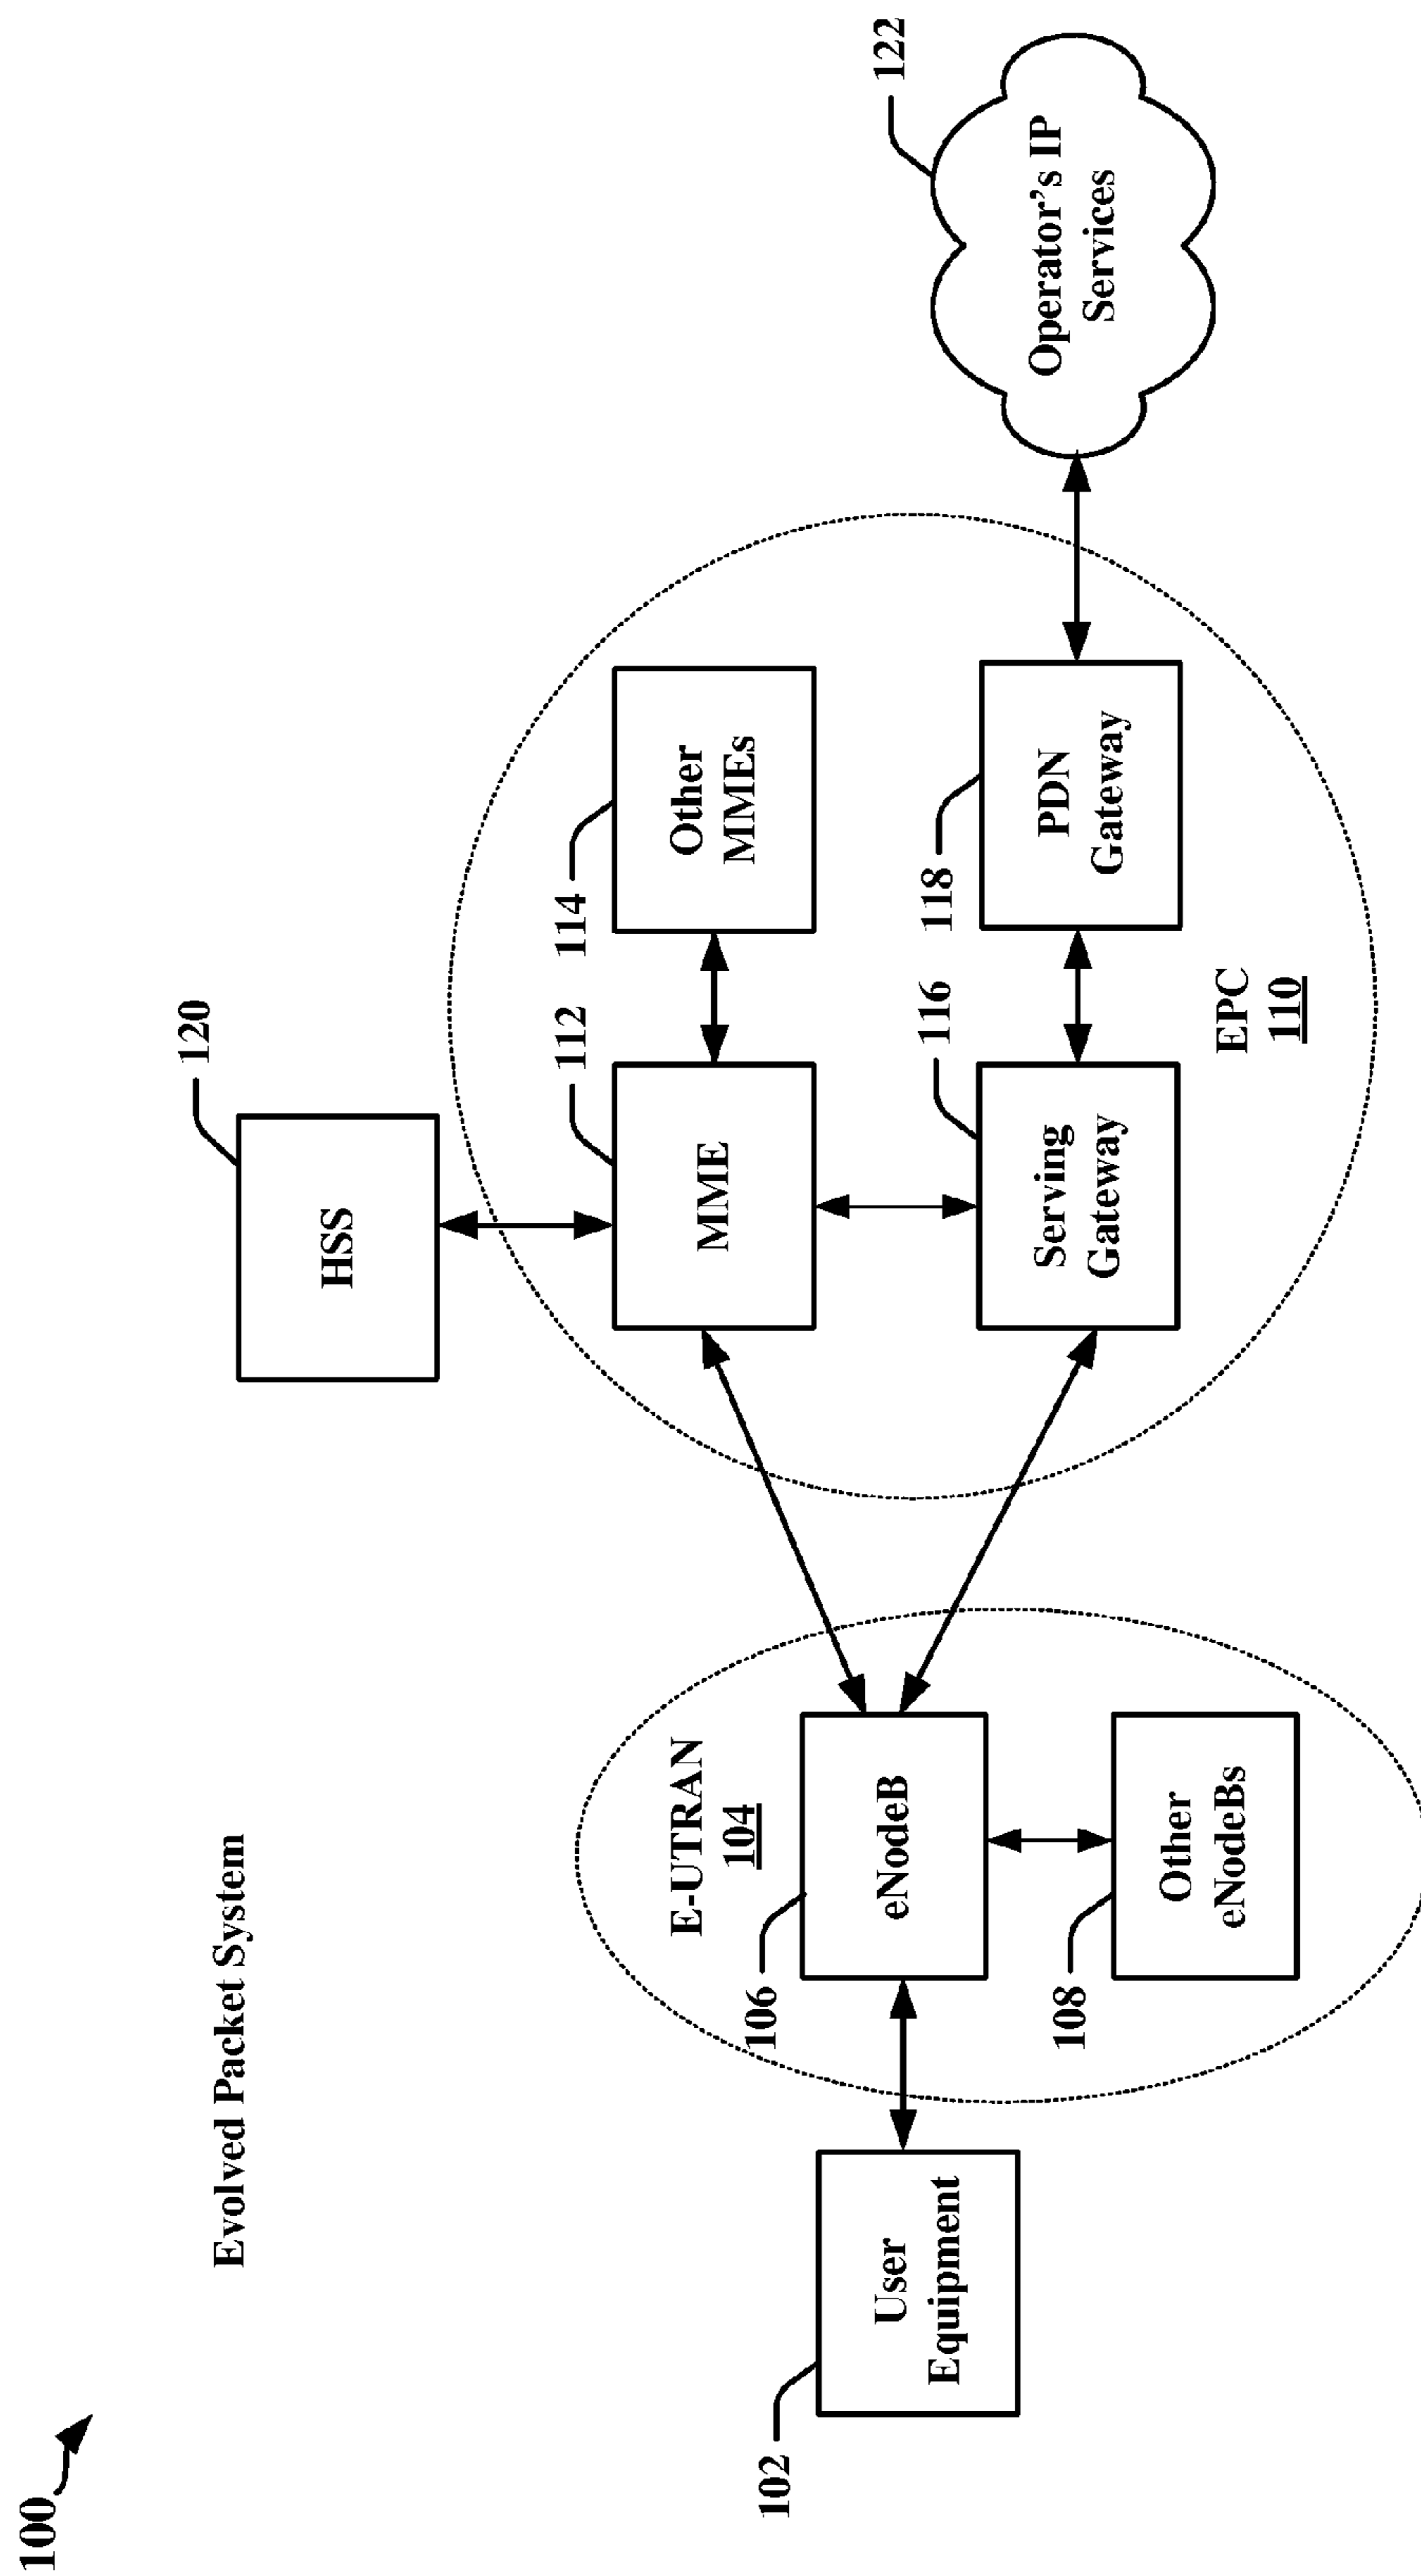 100
Evolved Packet System
120
HSS
E-UTRAN
104
106
eNodeB
108
Other
eNodeBs
102
User
Equipment
112
MME
114
Other
MMEs
116
Serving
Gateway
118
PDN
Gateway
EPC
110
122
Operator's IP
Services